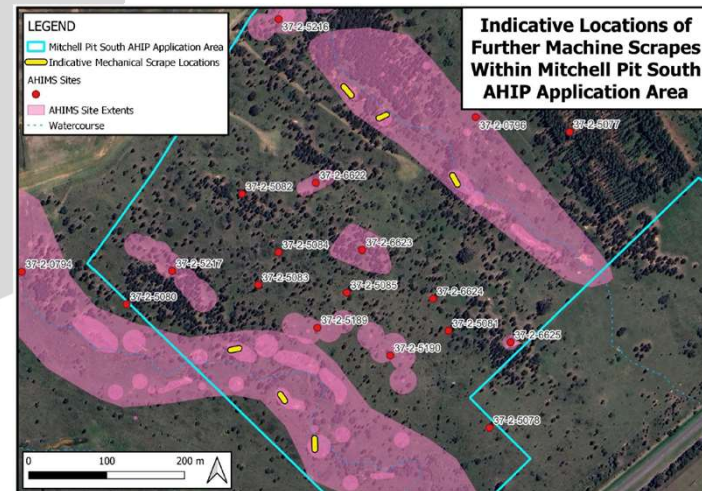 LEGEND
Mitchell Pit South AHIP Application Area
Indicative Mechanical Scrape Locations
AHIMS Sites
AHIMS Site Extents
Watercourse
Indicative Locations of
Further Machine Scrapes
Within Mitchell Pit South
AHIP Application Area
37-2-5216
37-2-0796
37-2-5077
37-2-6622
37-2-5082
37-2-5084
37-2-6623
37-2-0794
37-2-5217
37-2-5083
37-2-5085
37-2-5080
37-2-6624
37-2-5189
37-2-5081
37-2-6625
37-2-5190
37-2-5078
0 100 200 m